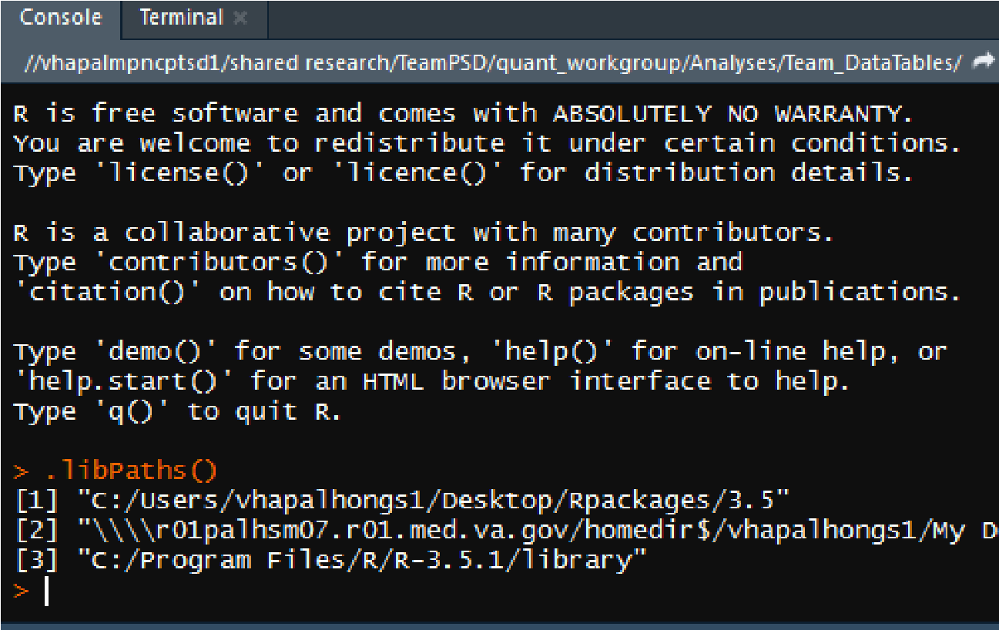 Console Terminal
//vhapalmpncptsd1/shared research/TeamPSD/quant_workgroup/Analyses/Team_DataTables/
R is free software and comes with ABSOLUTELY NO WARRANTY.
You are welcome to redistribute it under certain conditions.
Type 'license()' or 'licence()' for distribution details.
R is a collaborative project with many contributors.
Type 'contributors()' for more information and
'citation()' on how to cite R or R packages in publications.
Type 'demo()' for some demos, 'help()' for on-line help, or
'help.start()' for an HTML browser interface to help.
Type 'q()' to quit R.
> .libPaths()
[1] "C:/Users/vhapalhongs1/Desktop/Rpackages/3.5"
[2] "\\\\r01palhsm07.r01.med.va.gov/homedir$/vhapalhongs1/My D
[3] "C:/Program Files/R/R-3.5.1/library"
>